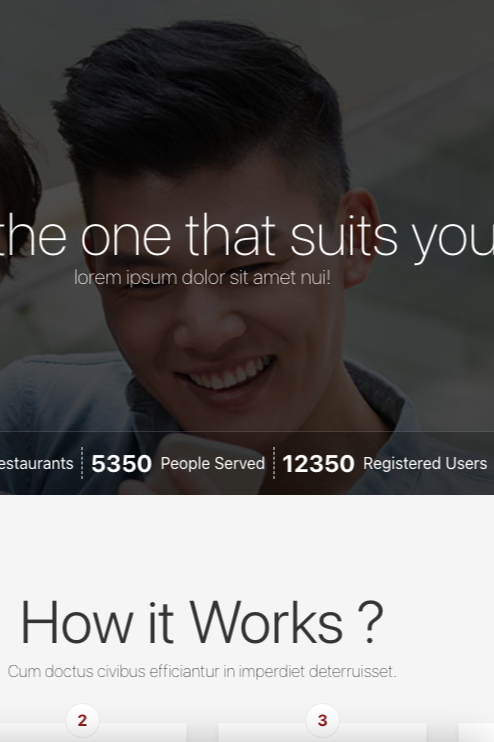 the one that suits you
lorem ipsum dolor sit amet nui!
estaurants 5350 People Served 12350 Registered Users
How it Works ?
Cum doctus civibus efficiantur in imperdiet deterruisset.
2 3